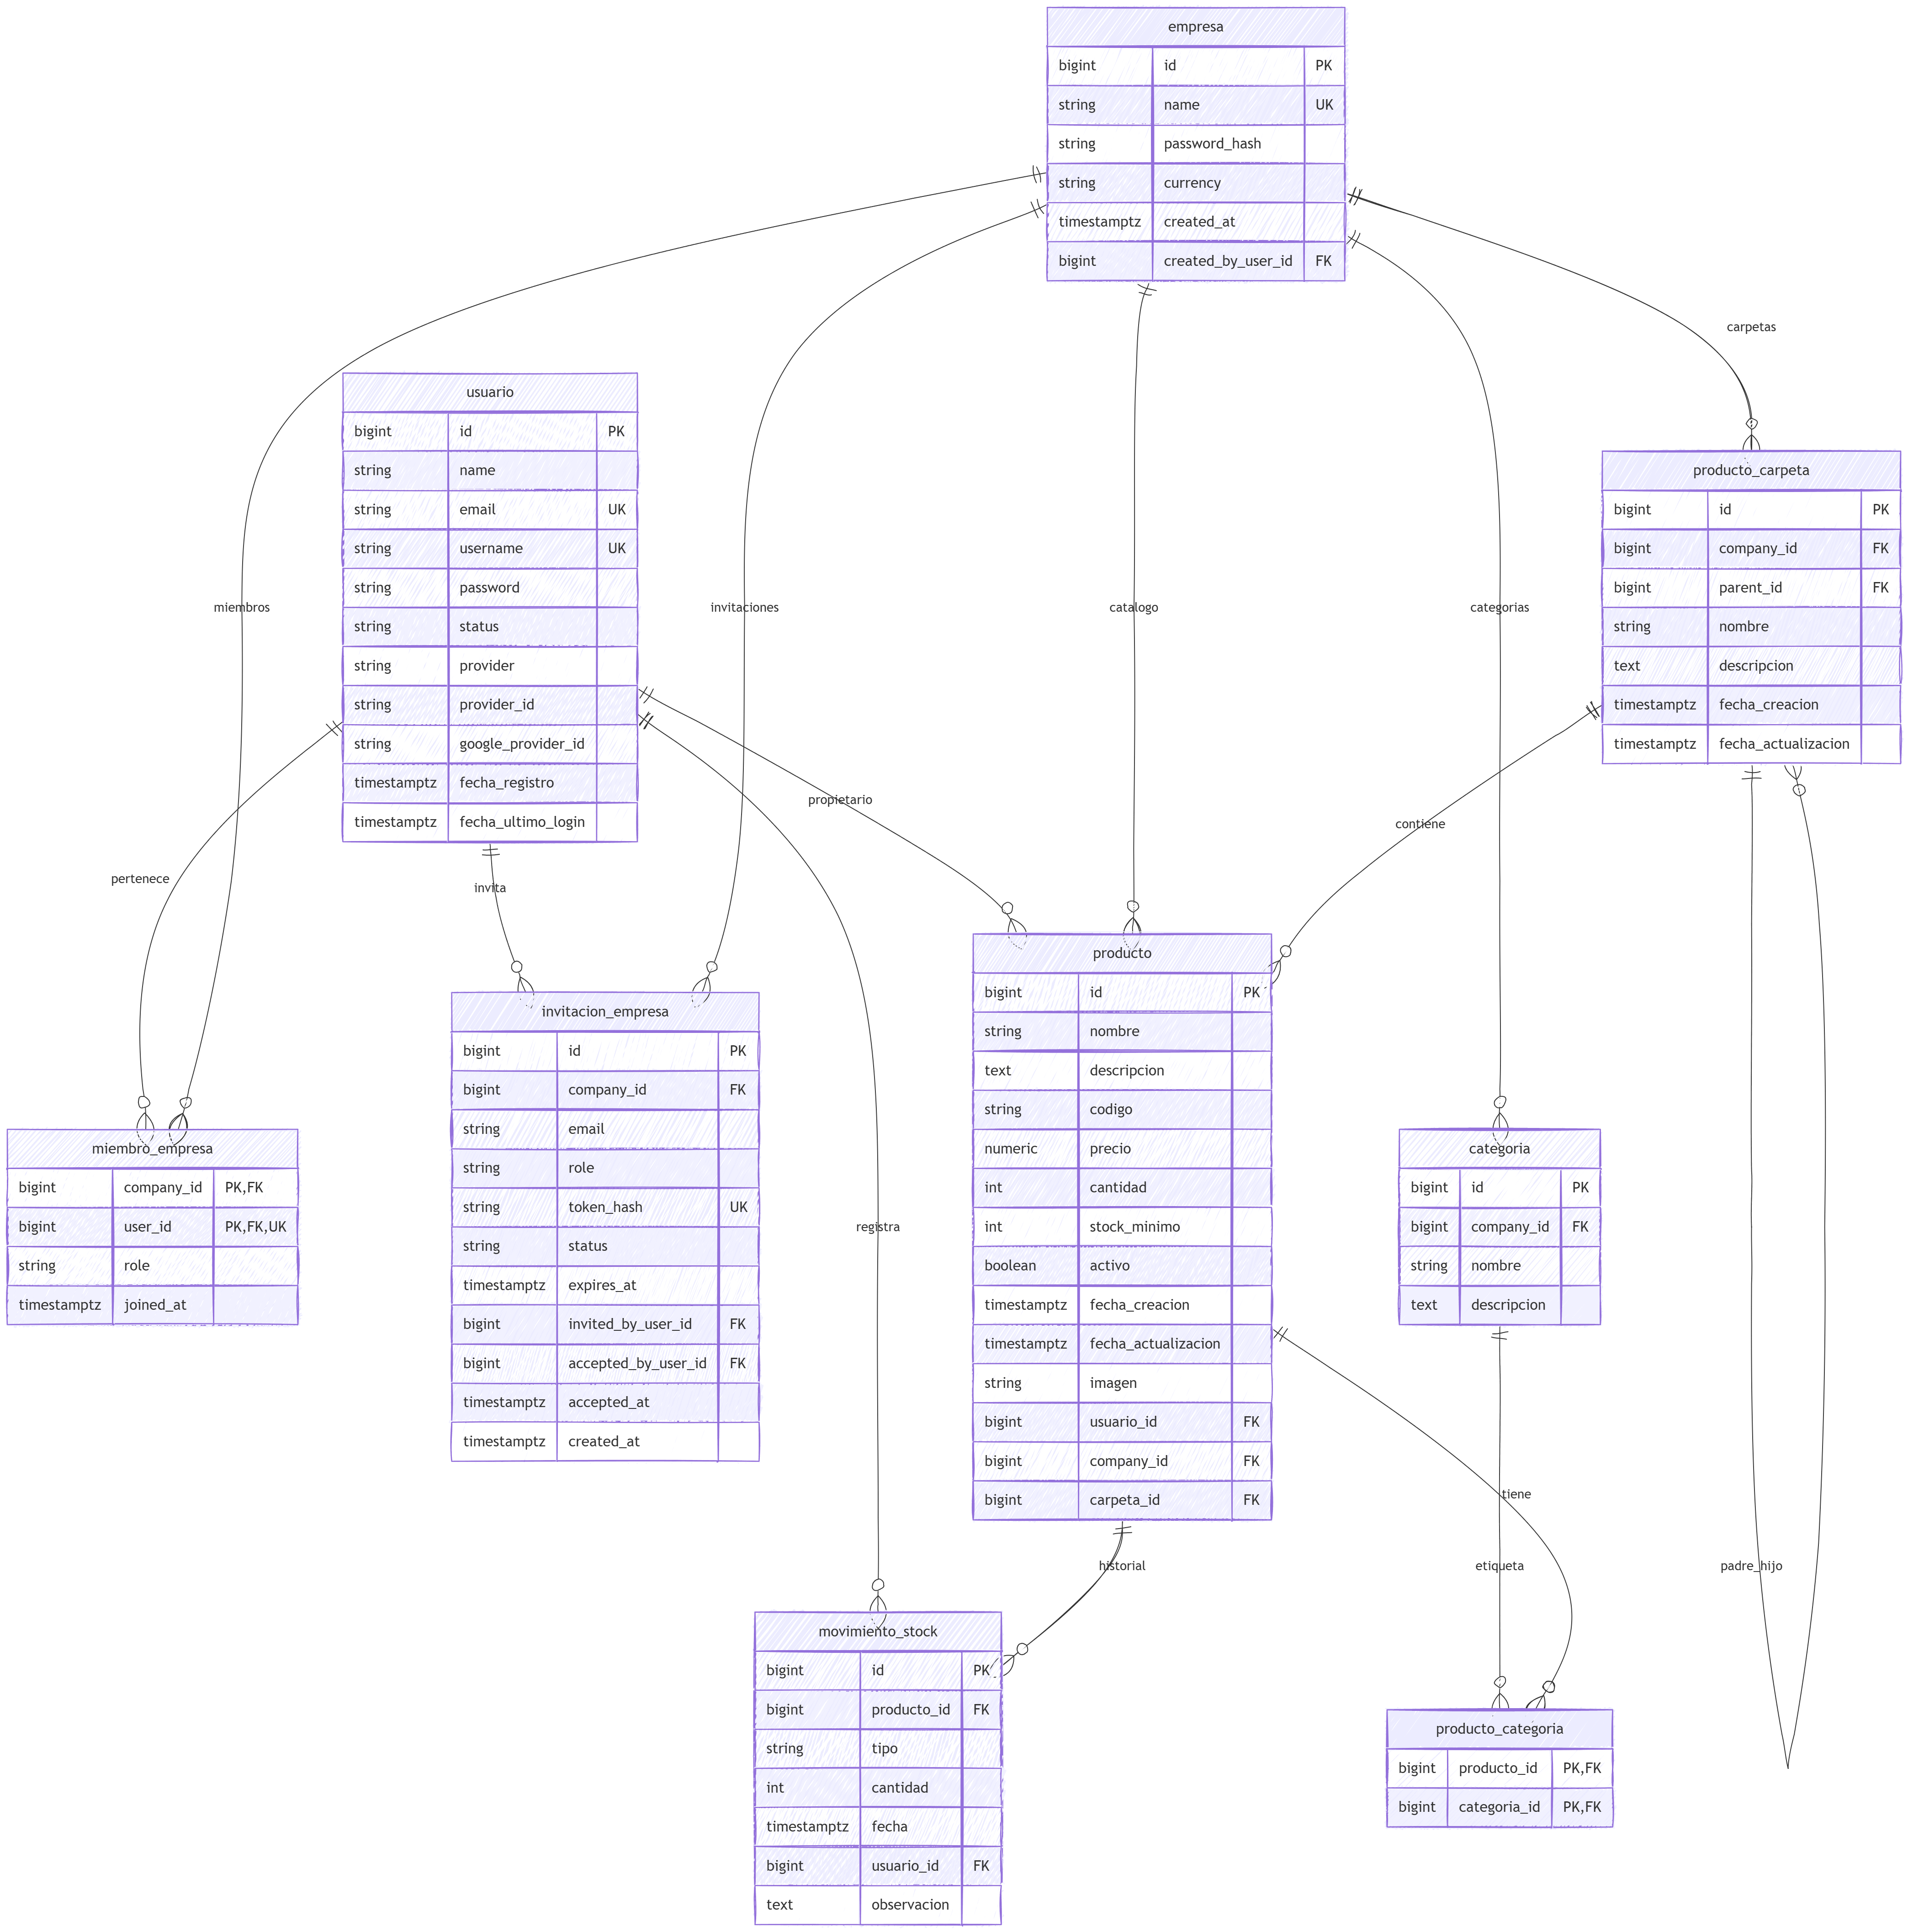 empresa
bigint id PK
string name UK
string password_hash
string currency
timestamptz created_at
bigint created_by_user_id FK
carpetas
usuario
bigint id PK
string name
string email UK
string username UK
string password
string status
string provider
string provider_id
string google_provider_id
timestamptz fecha_registro
timestamptz fecha_ultimo_login
producto_carpeta
bigint id PK
bigint company_id FK
bigint parent_id FK
string nombre
text descripcion
timestamptz fecha_creacion
timestamptz fecha_actualizacion
miembros
invitaciones
catalogo
categorias
propietario
contiene
pertenece
invita
producto
bigint id PK
string nombre
text descripcion
string codigo
numeric precio
int cantidad
int stock_minimo
boolean activo
timestamptz fecha_creacion
timestamptz fecha_actualizacion
string imagen
bigint usuario_id FK
bigint company_id FK
bigint carpeta_id FK
invitacion_empresa
bigint id PK
bigint company_id FK
string email
string role
string token_hash UK
string status
timestamptz expires_at
bigint invited_by_user_id FK
bigint accepted_by_user_id FK
timestamptz accepted_at
timestamptz created_at
miembro_empresa
bigint company_id PK,FK
bigint user_id PK,FK,UK
string role
timestamptz joined_at
categoria
bigint id PK
bigint company_id FK
string nombre
text descripcion
registra
tiene
historial
etiqueta
padre_hijo
movimiento_stock
bigint id PK
bigint producto_id FK
string tipo
int cantidad
timestamptz fecha
bigint usuario_id FK
text observacion
producto_categoria
bigint producto_id PK,FK
bigint categoria_id PK,FK